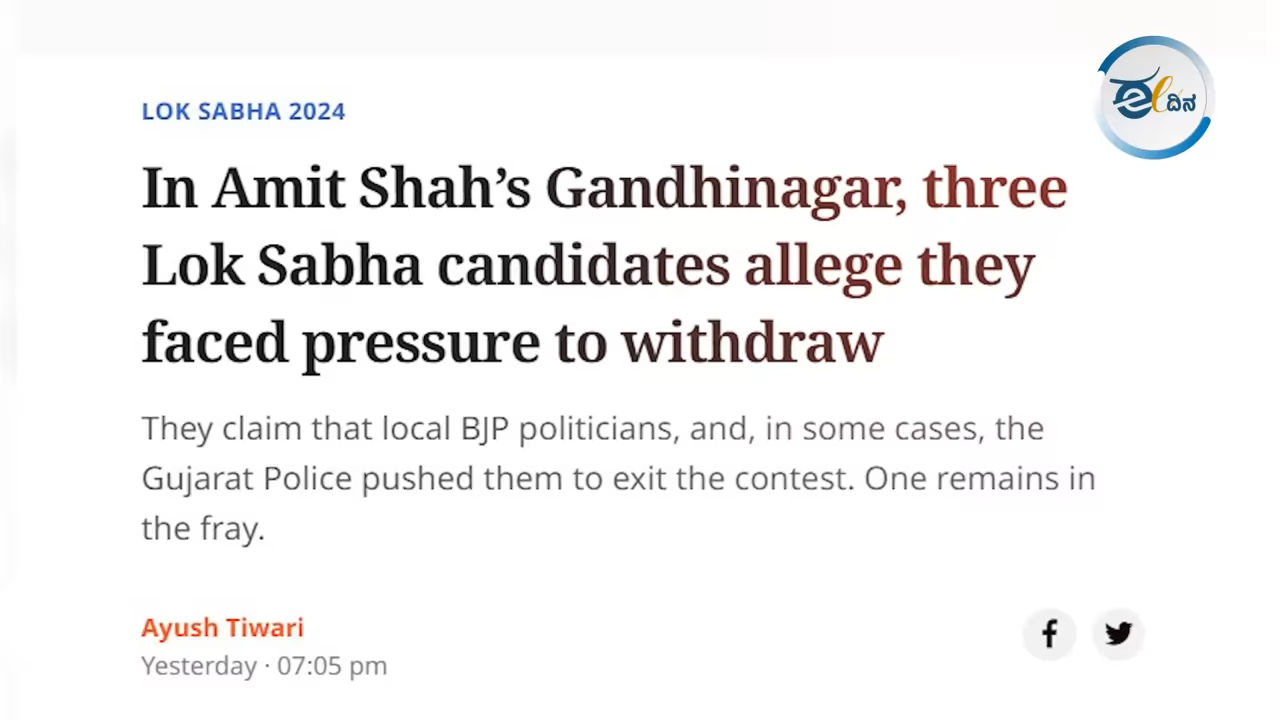 LOK SABHA 2024
ಈ ದಿನ
In Amit Shah’s Gandhinagar, three
Lok Sabha candidates allege they
faced pressure to withdraw
They claim that local BJP politicians, and, in some cases, the
Gujarat Police pushed them to exit the contest. One remains in
the fray.
Ayush Tiwari
Yesterday · 07:05 pm